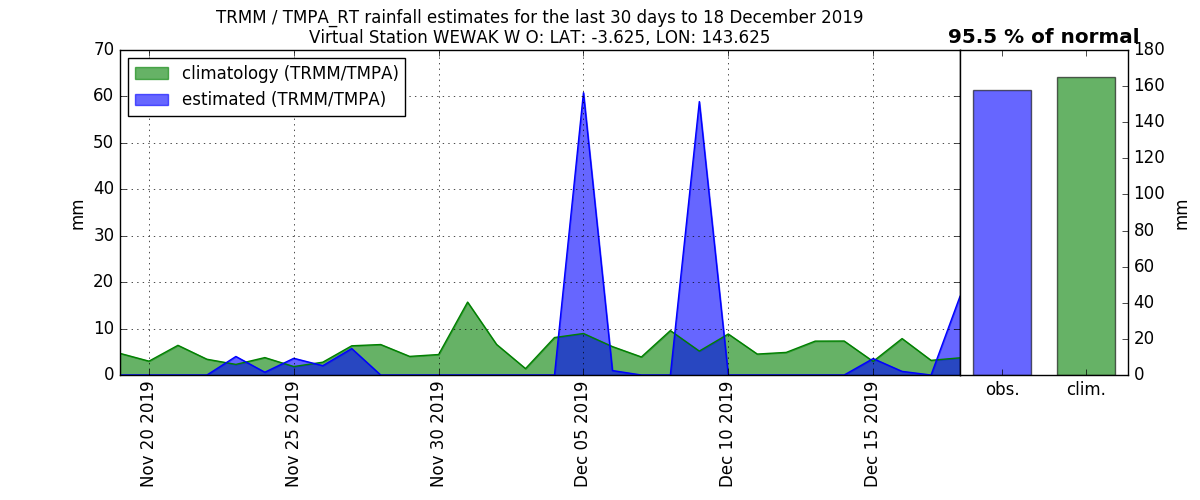 TRMM / TMPA_RT rainfall estimates for the last 30 days to 18 December 2019
Virtual Station WEWAK W O: LAT: -3.625, LON: 143.625
95.5 % of normal
climatology (TRMM/TMPA)
estimated (TRMM/TMPA)
70
60
50
40
30
20
10
0
mm
Nov 20 2019
Nov 25 2019
Nov 30 2019
Dec 05 2019
Dec 10 2019
Dec 15 2019
obs.
clim.
180
160
140
120
100
80
60
40
20
0
mm